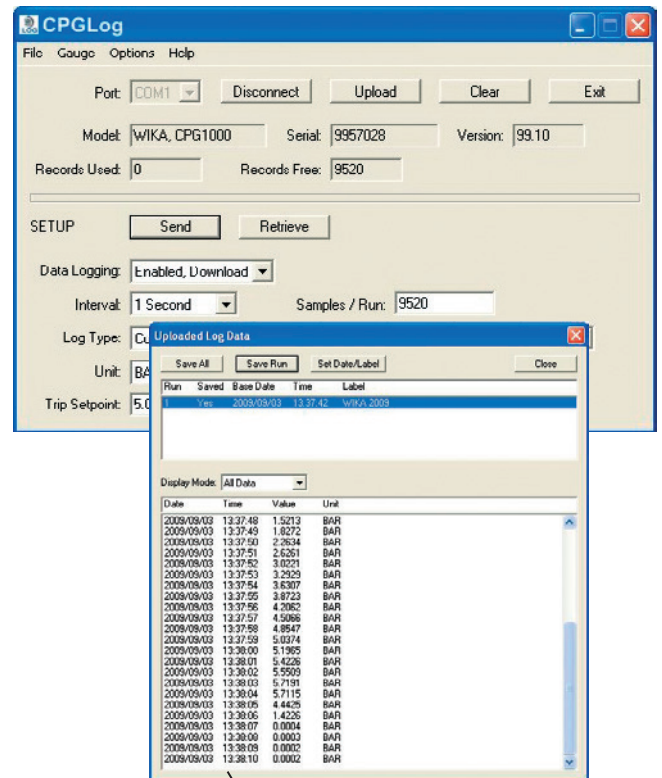 CPGLog
File Gauge Options Help
Port: COM1 Disconnect Upload Clear Exit
Model: WIKA, CPG1000 Serial: 9957028 Version: 99.10
Records Used: 0 Records Free: 9520
SETUP Send Retrieve
Data Logging: Enabled, Download
Interval: 1 Second Samples / Run: 9520
Log Type: Cu
Unit: BA
Trip Setpoint: 5.0
Uploaded Log Data
Save All Save Run Set Date/Label Close
Run Saved Base Date Time Label
1 Yes 2009/09/03 13:37:42 WIKA 2009
Display Mode: All Data
Date Time Value Unit
2009/09/03 13:37:48 1.5213 BAR
2009/09/03 13:37:49 1.8272 BAR
2009/09/03 13:37:50 2.2634 BAR
2009/09/03 13:37:51 2.6261 BAR
2009/09/03 13:37:52 3.0221 BAR
2009/09/03 13:37:53 3.2929 BAR
2009/09/03 13:37:54 3.6307 BAR
2009/09/03 13:37:55 3.8723 BAR
2009/09/03 13:37:56 4.2062 BAR
2009/09/03 13:37:57 4.5066 BAR
2009/09/03 13:37:58 4.8547 BAR
2009/09/03 13:37:59 5.0374 BAR
2009/09/03 13:38:00 5.1965 BAR
2009/09/03 13:38:01 5.4226 BAR
2009/09/03 13:38:02 5.5509 BAR
2009/09/03 13:38:03 5.7191 BAR
2009/09/03 13:38:04 5.7115 BAR
2009/09/03 13:38:05 4.4425 BAR
2009/09/03 13:38:06 1.4226 BAR
2009/09/03 13:38:07 0.0004 BAR
2009/09/03 13:38:08 0.0003 BAR
2009/09/03 13:38:09 0.0002 BAR
2009/09/03 13:38:10 0.0002 BAR